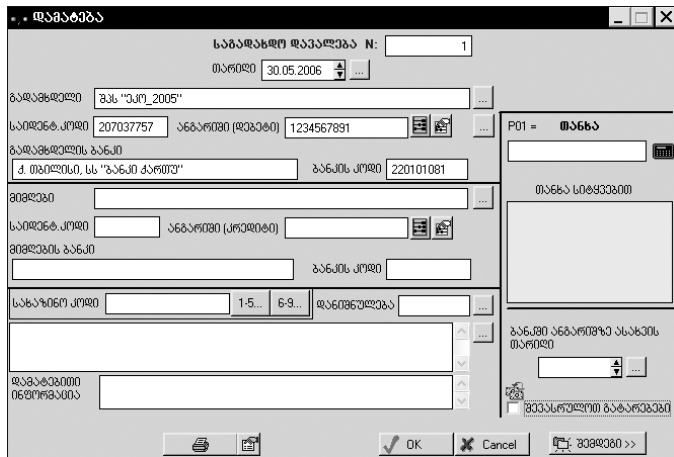 დამატება
საგადახდო დავალება N: 1
თარიღი 30.05.2006 ...
გადამხდელი შპს "ეკო_2005" ...
საიდენტ.კოდი 207037757 ანგარიში (დებეტი) 1234567891 ...
გადამხდელის ბანკი
ქ. თბილისი, სს "ბანკი ქართუ" ბანკის კოდი 220101081
მიმღები ...
საიდენტ.კოდი ანგარიში (კრედიტი)
მიმღების ბანკი
ბანკის კოდი
სახაზინო კოდი 1-5... 6-9... დანიშნულება ...
...
დამატებითი
ინფორმაცია
P01 = თანხა
თანხა სიტყვებით
ბანკში ანგარიშზე ასახვის
თარიღი
...
შევასრულოთ გატარებები
OK Cancel შემდეგი >>